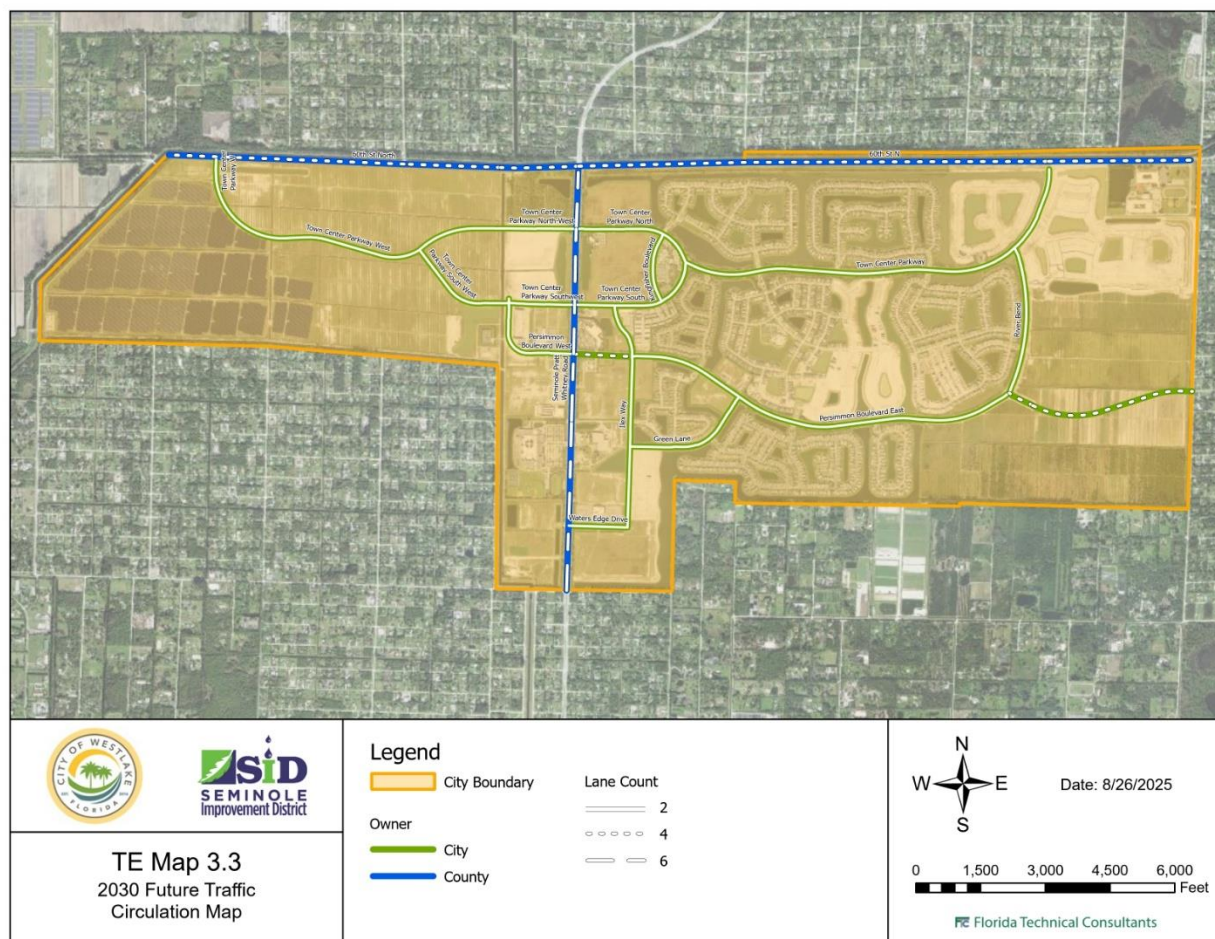 60th St North
60th St N
Town Center
Parkway W
Town Center
Parkway North West
Town Center
Parkway North
Town Center Parkway West
Kingfisher Boulevard
Town Center Parkway
Town Center
Parkway South West
Town Center
Parkway Southwest
Town Center
Parkway South
River Bend
Persimmon
Boulevard West
Seminole Pratt
Whitney Road
Ilex Way
Persimmon Boulevard East
Green Lane
Waters Edge Drive
CITY OF WESTLAKE
FLORIDA
SID
SEMINOLE
Improvement District
TE Map 3.3
2030 Future Traffic
Circulation Map
Legend
City Boundary
Owner
City
County
Lane Count
2
4
6
N
W
E
S
Date: 8/26/2025
0 1,500 3,000 4,500 6,000
Feet
Florida Technical Consultants